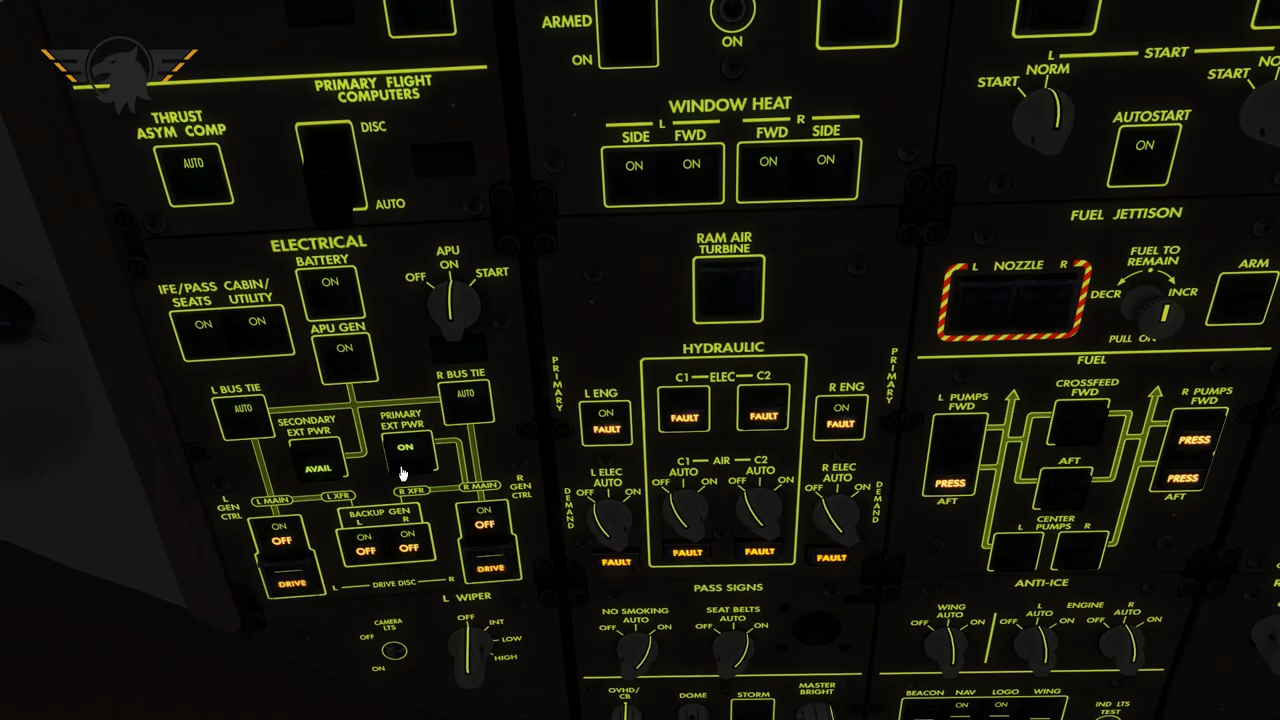 ARMED
ON
ON
PRIMARY FLIGHT
COMPUTERS
THRUST
ASYM COMP
AUTO
DISC
AUTO
WINDOW HEAT
L
R
SIDE
FWD
FWD
SIDE
ON
ON
ON
ON
L
START
START
NORM
START
NO
AUTOSTART
ON
ELECTRICAL
BATTERY
ON
APU
OFF
ON
START
IFE/PASS
SEATS
CABIN/
UTILITY
ON
ON
APU GEN
ON
L BUS TIE
AUTO
R BUS TIE
AUTO
SECONDARY
EXT PWR
AVAIL
PRIMARY
EXT PWR
ON
L MAIN
L XFR
R XFR
R MAIN
L
GEN
CTRL
R
GEN
CTRL
ON
OFF
DRIVE
BACKUP GEN
L
R
ON
OFF
ON
OFF
ON
OFF
DRIVE
L
DRIVE DISC
R
CAMERA
LTS
OFF
ON
L WIPER
OFF
INT
LOW
HIGH
RAM AIR
TURBINE
HYDRAULIC
PRIMARY
PRIMARY
C1
ELEC
C2
L ENG
ON
FAULT
FAULT
FAULT
R ENG
ON
FAULT
C1
AIR
C2
L ELEC
AUTO
OFF
ON
AUTO
OFF
ON
AUTO
OFF
ON
R ELEC
AUTO
OFF
ON
DEMAND
DEMAND
FAULT
FAULT
FAULT
FAULT
PASS SIGNS
NO SMOKING
AUTO
OFF
ON
SEAT BELTS
AUTO
OFF
ON
OVHD/
CB
DOME
STORM
MASTER
BRIGHT
FUEL JETTISON
L
NOZZLE
R
FUEL TO
REMAIN
DECR
INCR
PULL ON
ARM
FUEL
L PUMPS
FWD
PRESS
AFT
CROSSFEED
FWD
AFT
CENTER
L
PUMPS
R
R PUMPS
FWD
PRESS
PRESS
AFT
ANTI-ICE
WING
AUTO
OFF
ON
ENGINE
L
AUTO
OFF
ON
R
AUTO
OFF
ON
BEACON
NAV
LOGO
WING
ON
ON
IND LTS
TEST